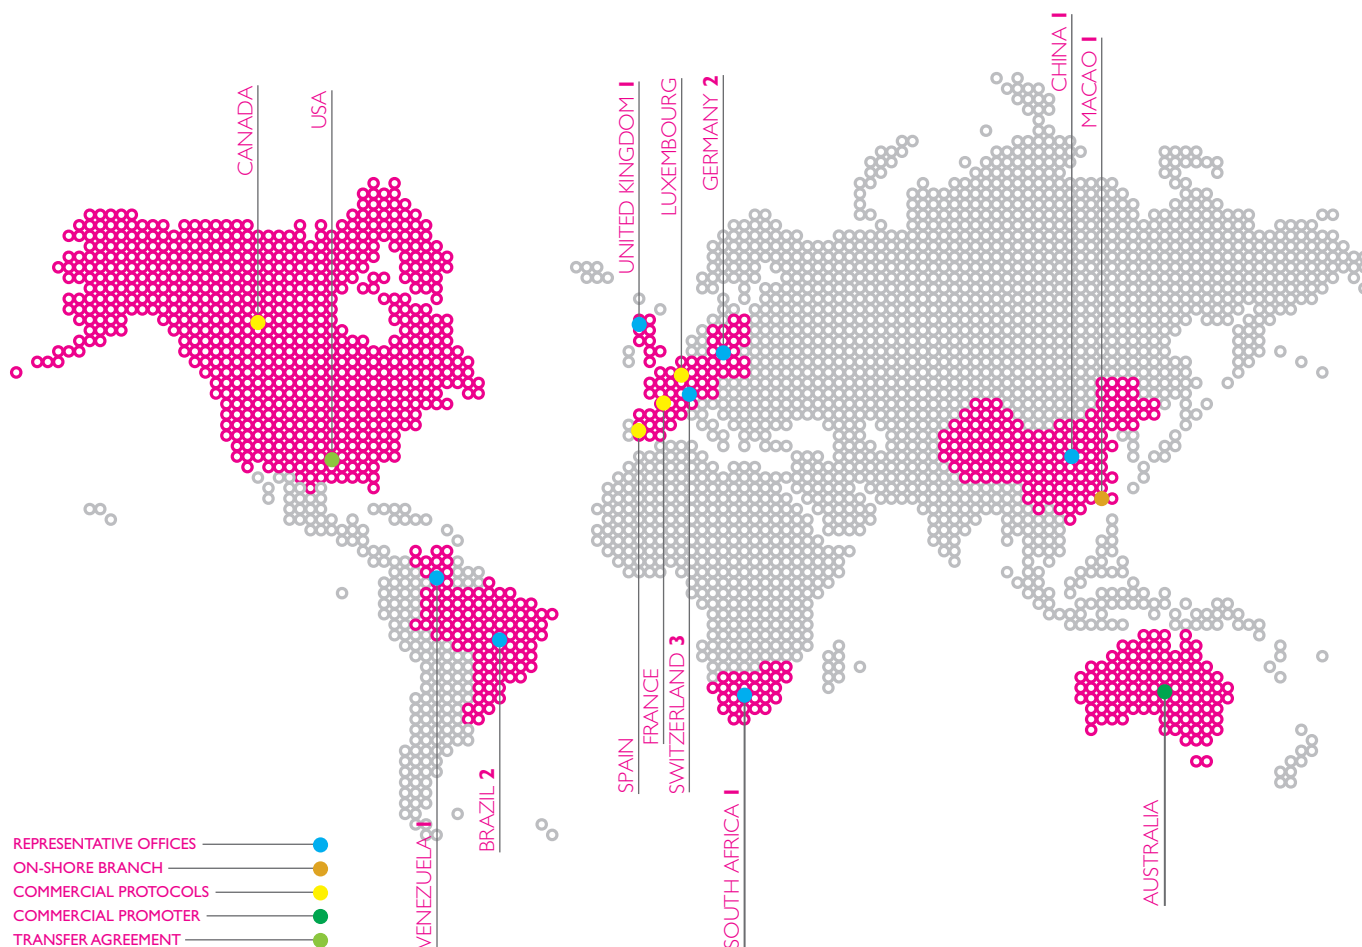 CANADA
USA
UNITED KINGDOM 1
LUXEMBOURG
GERMANY 2
CHINA 1
MACAO 1
SPAIN
FRANCE
SWITZERLAND 3
VENEZUELA 1
BRAZIL 2
SOUTH AFRICA 1
AUSTRALIA
REPRESENTATIVE OFFICES
ON-SHORE BRANCH
COMMERCIAL PROTOCOLS
COMMERCIAL PROMOTER
TRANSFER AGREEMENT